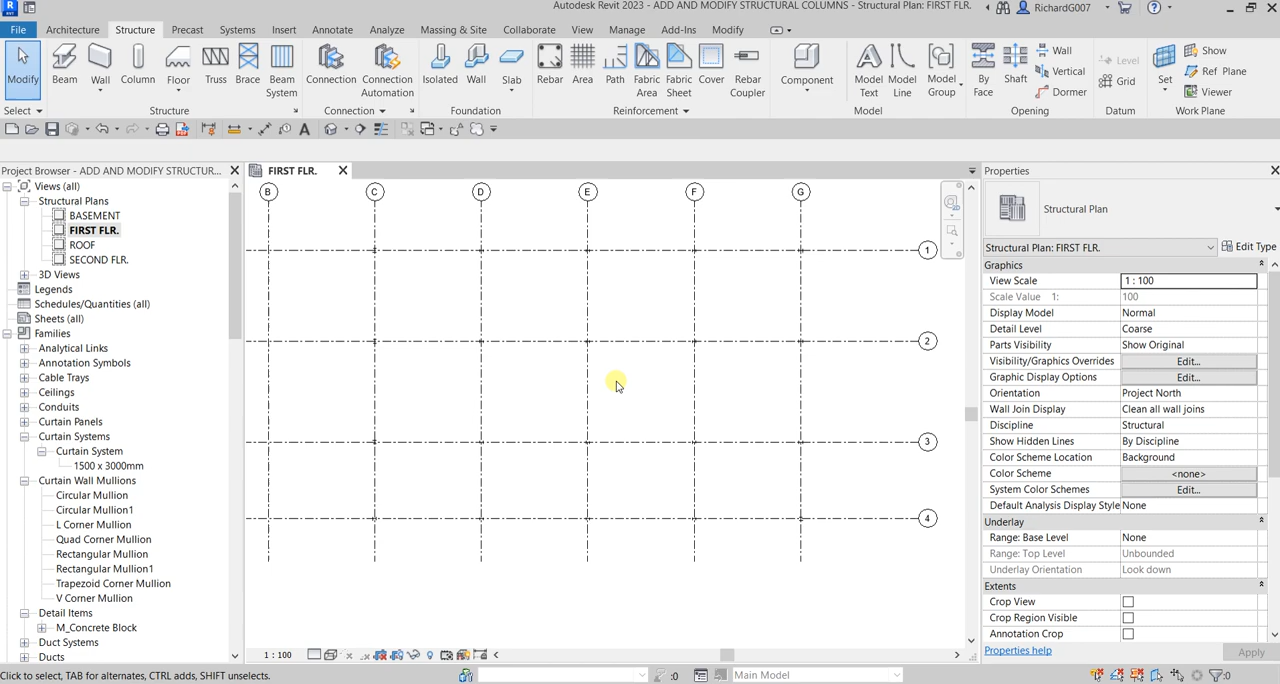 Autodesk Revit 2023 - ADD AND MODIFY STRUCTURAL COLUMNS - Structural Plan: FIRST FLR.
RichardG007
File Architecture Structure Precast Systems Insert Annotate Analyze Massing & Site Collaborate View Manage Add-Ins Modify
Modify Beam Wall Column Floor Truss Brace Beam System Connection Connection Automation Isolated Wall Slab Rebar Area Path Fabric Area Fabric Sheet Cover Rebar Coupler Component Model Text Model Line Model Group By Face Shaft Wall Vertical Dormer Level Grid Set Show Ref Plane Viewer
Select Structure Connection Foundation Reinforcement Model Opening Datum Work Plane
Project Browser - ADD AND MODIFY STRUCTUR...
Views (all)
Structural Plans
BASEMENT
FIRST FLR.
ROOF
SECOND FLR.
3D Views
Legends
Schedules/Quantities (all)
Sheets (all)
Families
Analytical Links
Annotation Symbols
Cable Trays
Ceilings
Conduits
Curtain Panels
Curtain Systems
Curtain System
1500 x 3000mm
Curtain Wall Mullions
Circular Mullion
Circular Mullion1
L Corner Mullion
Quad Corner Mullion
Rectangular Mullion
Rectangular Mullion1
Trapezoid Corner Mullion
V Corner Mullion
Detail Items
M_Concrete Block
Duct Systems
Ducts
FIRST FLR.
B C D E F G
1
2
3
4
1 : 100
Properties
Structural Plan
Structural Plan: FIRST FLR. Edit Type
Graphics
View Scale 1 : 100
Scale Value 1: 100
Display Model Normal
Detail Level Coarse
Parts Visibility Show Original
Visibility/Graphics Overrides Edit...
Graphic Display Options Edit...
Orientation Project North
Wall Join Display Clean all wall joins
Discipline Structural
Show Hidden Lines By Discipline
Color Scheme Location Background
Color Scheme <none>
System Color Schemes Edit...
Default Analysis Display Style None
Underlay
Range: Base Level None
Range: Top Level Unbounded
Underlay Orientation Look down
Extents
Crop View
Crop Region Visible
Annotation Crop
Properties help Apply
Click to select, TAB for alternates, CTRL adds, SHIFT unselects. :0 Main Model :0